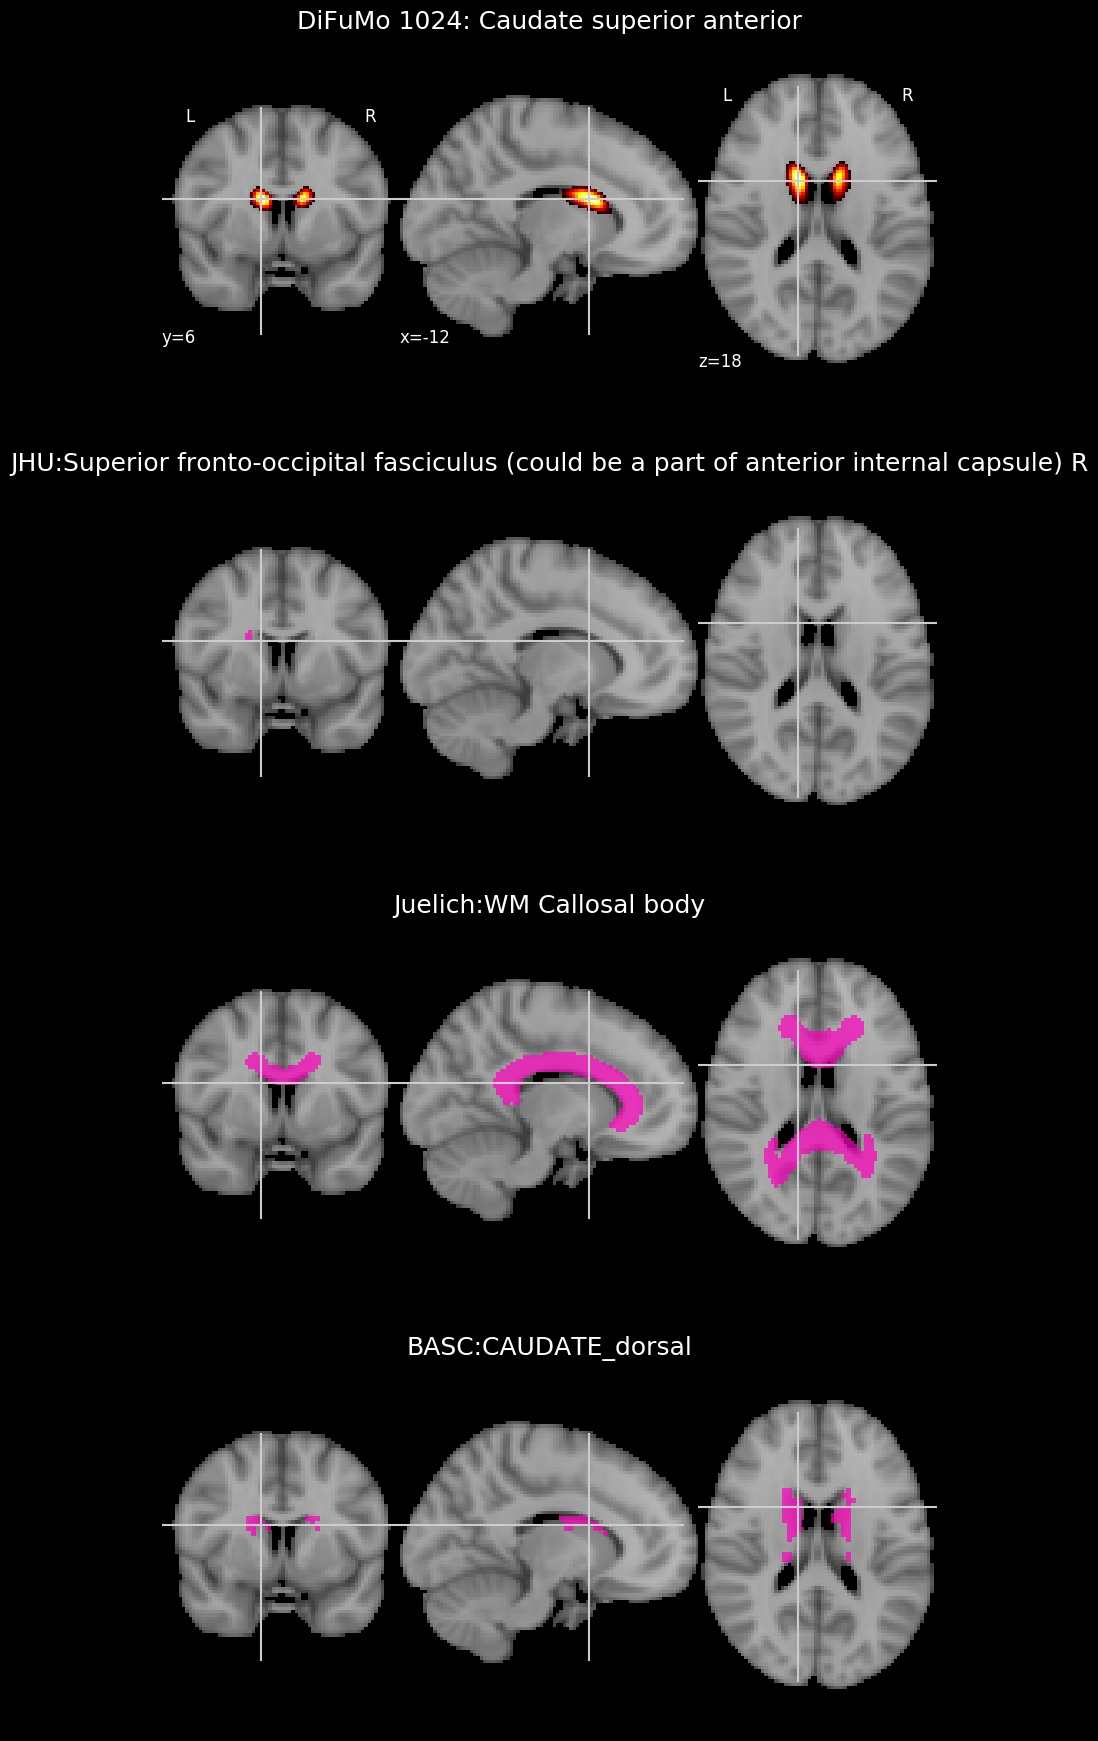 DiFuMo 1024: Caudate superior anterior
L R
L R
y=6
x=-12
z=18
JHU:Superior fronto-occipital fasciculus (could be a part of anterior internal capsule) R
Juelich:WM Callosal body
BASC:CAUDATE_dorsal